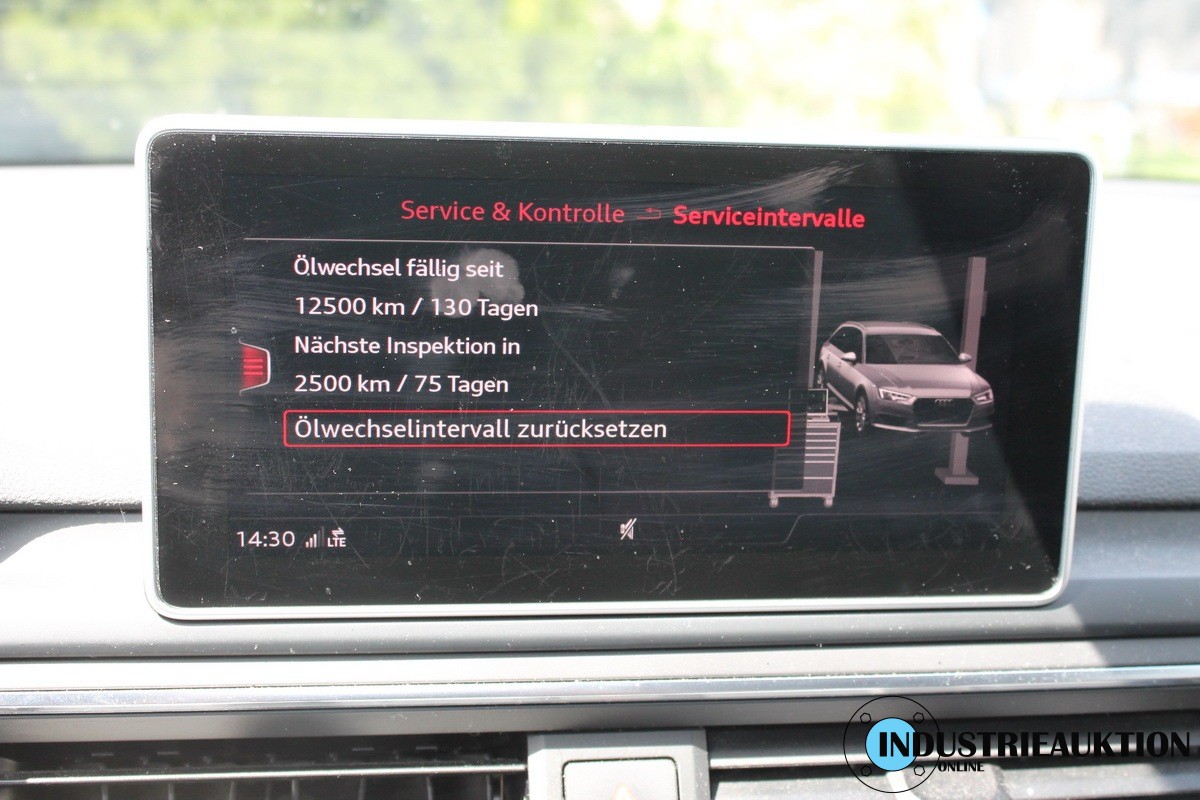 Service & Kontrolle Serviceintervalle
Ölwechsel fällig seit
12500 km / 130 Tagen
Nächste Inspektion in
2500 km / 75 Tagen
Ölwechselintervall zurücksetzen
14:30 LTE
INDUSTRIEAUKTION
ONLINE